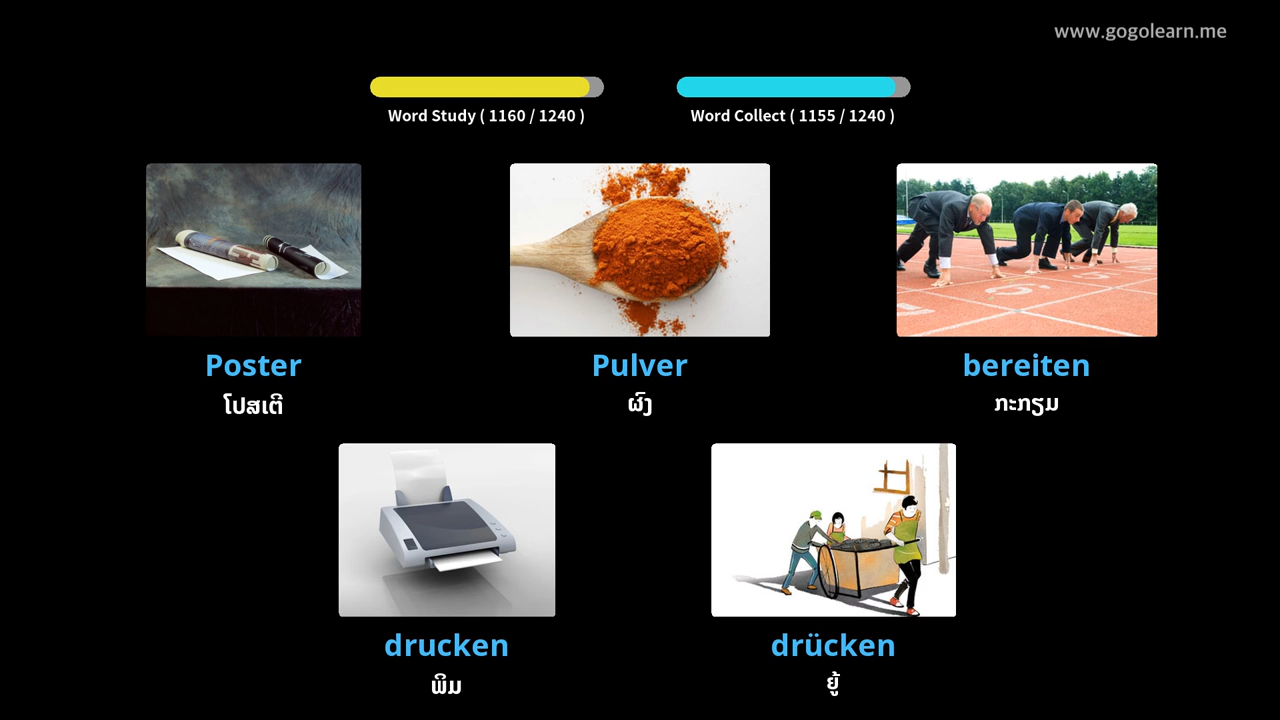 www.gogolearn.me
Word Study ( 1160 / 1240 )
Word Collect ( 1155 / 1240 )
Poster
Pulver
bereiten
ໂປສເຕີ
ຜົງ
ກະກຽມ
drucken
drücken
ພິມ
ຍູ້